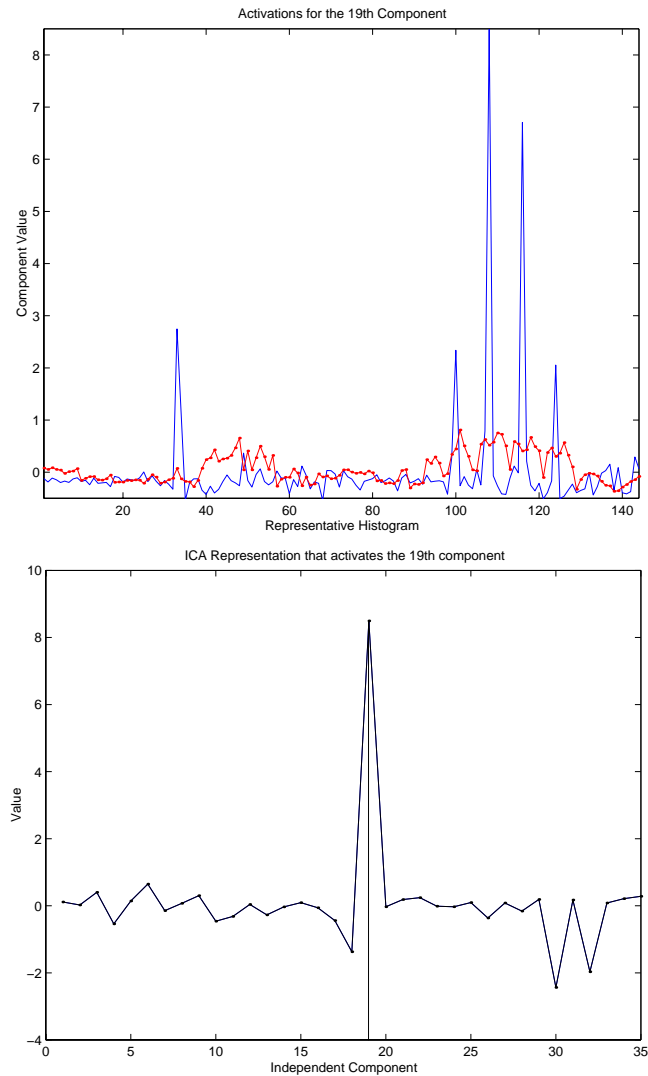 Activations for the 19th Component
8
7
6
5
4
3
2
1
0
Component Value
20 40 60 80 100 120 140
Representative Histogram
ICA Representation that activates the 19th component
10
8
6
4
2
0
−2
−4
Value
0 5 10 15 20 25 30 35
Independent Component